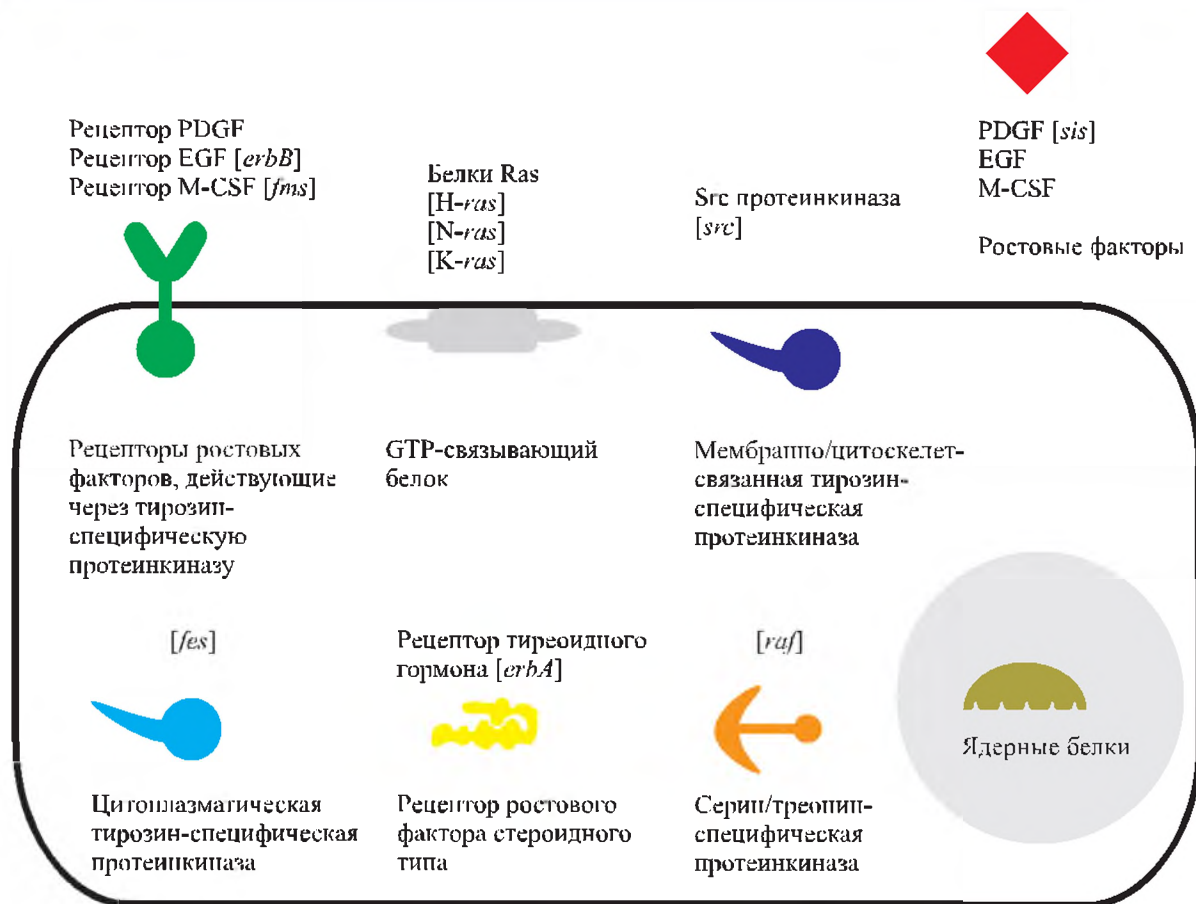 Рецептор PDGF
Рецептор EGF [erbB]
Рецептор M-CSF [fms]
Белки Ras
[H-ras]
[N-ras]
[K-ras]
Src протеинкиназа
[src]
PDGF [sis]
EGF
M-CSF
Ростовые факторы
Рецепторы ростовых
факторов, действующие
через тирозин-
специфическую
протеинкиназу
GTP-связывающий
белок
Мембранно/цитоскелет-
связанная тирозин-
специфическая
протеинкиназа
[fes]
Цитоплазматическая
тирозин-специфическая
протеинкиназа
Рецептор тиреоидного
гормона [erbA]
Рецептор ростового
фактора стероидного
типа
[raf]
Серин/треонин-
специфическая
протеинкиназа
Ядерные белки